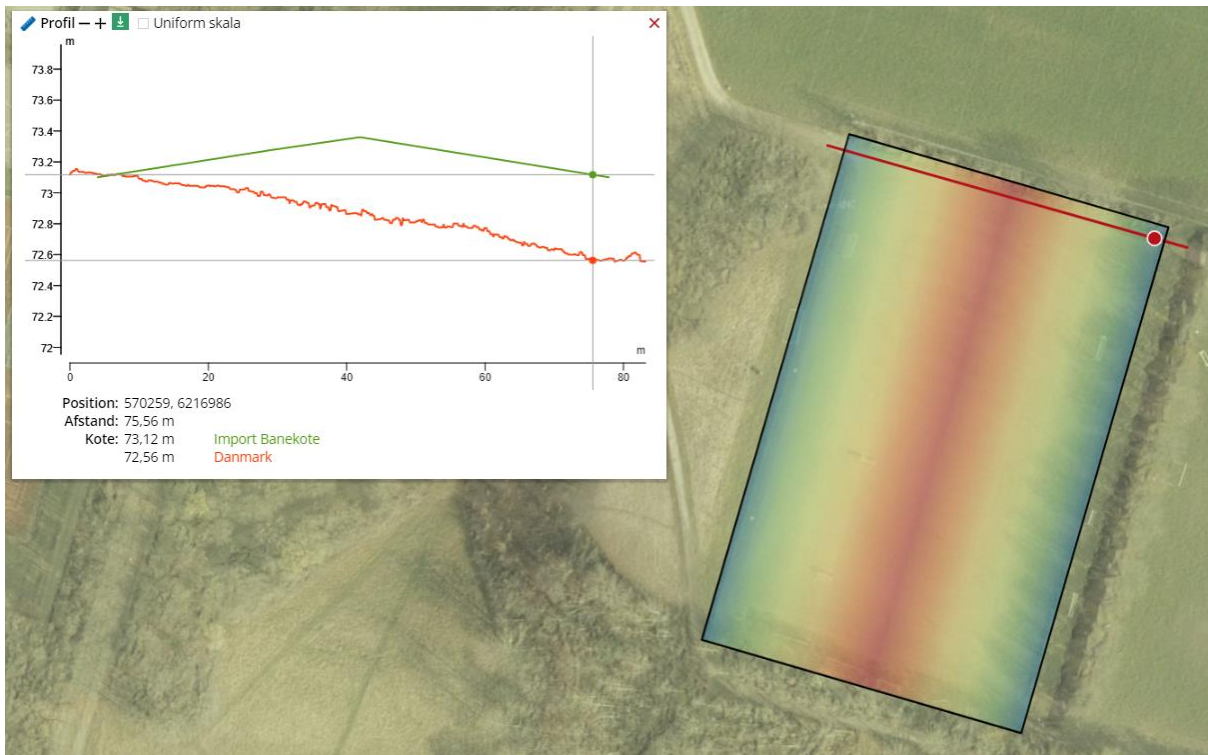 Profil − + Uniform skala ×
m
73.8
73.6
73.4
73.2
73
72.8
72.6
72.4
72.2
72
m
0 20 40 60 80
Position: 570259, 6216986
Afstand: 75,56 m
Kote: 73,12 m Import Banekote
72,56 m Danmark